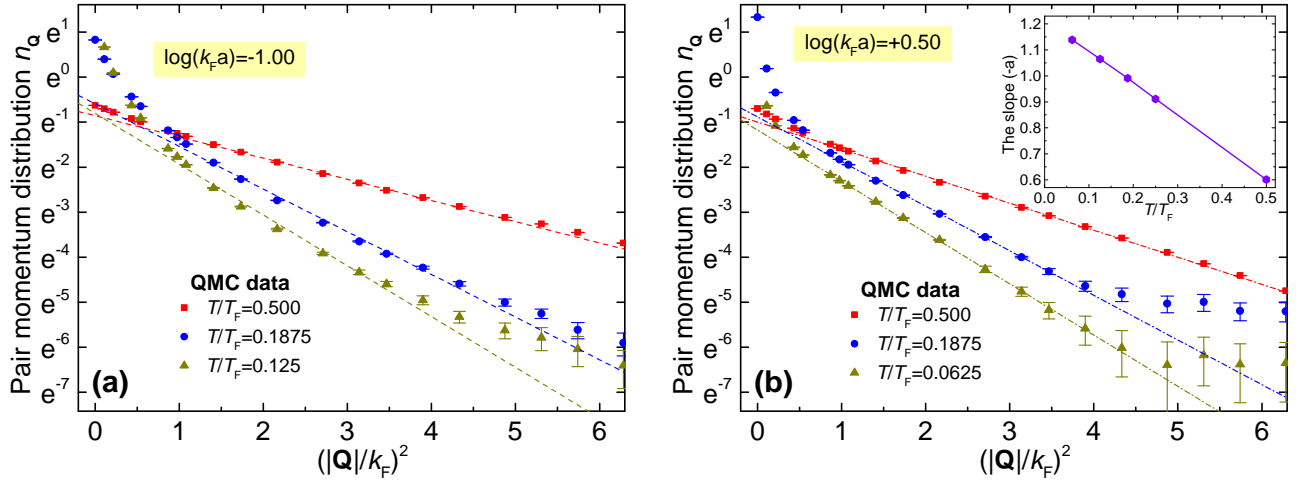 Pair momentum distribution n_Q
e^1
e^0
e^-1
e^-2
e^-3
e^-4
e^-5
e^-6
e^-7
log(k_F a)=-1.00
QMC data
T/T_F=0.500
T/T_F=0.1875
T/T_F=0.125
(a)
0 1 2 3 4 5 6
(|Q|/k_F)^2
Pair momentum distribution n_Q
e^1
e^0
e^-1
e^-2
e^-3
e^-4
e^-5
e^-6
e^-7
log(k_F a)=+0.50
The slope (-a)
1.2
1.1
1.0
0.9
0.8
0.7
0.6
0.0 0.1 0.2 0.3 0.4 0.5
T/T_F
QMC data
T/T_F=0.500
T/T_F=0.1875
T/T_F=0.0625
(b)
0 1 2 3 4 5 6
(|Q|/k_F)^2